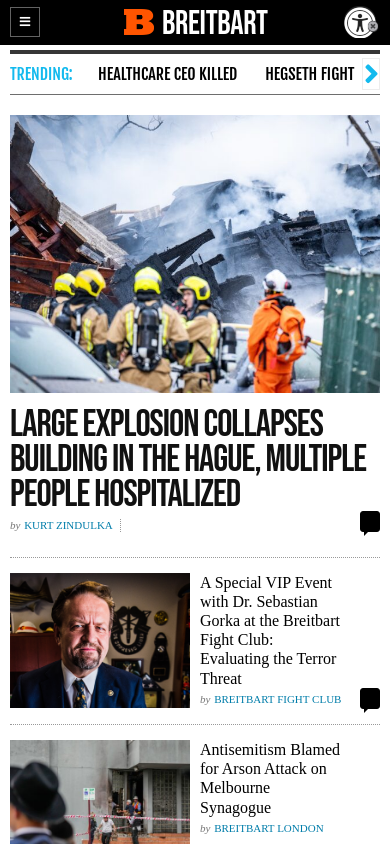 B BREITBART
TRENDING: HEALTHCARE CEO KILLED HEGSETH FIGHT
LARGE EXPLOSION COLLAPSES
BUILDING IN THE HAGUE, MULTIPLE
PEOPLE HOSPITALIZED
by KURT ZINDULKA
A Special VIP Event
with Dr. Sebastian
Gorka at the Breitbart
Fight Club:
Evaluating the Terror
Threat
by BREITBART FIGHT CLUB
Antisemitism Blamed
for Arson Attack on
Melbourne
Synagogue
by BREITBART LONDON